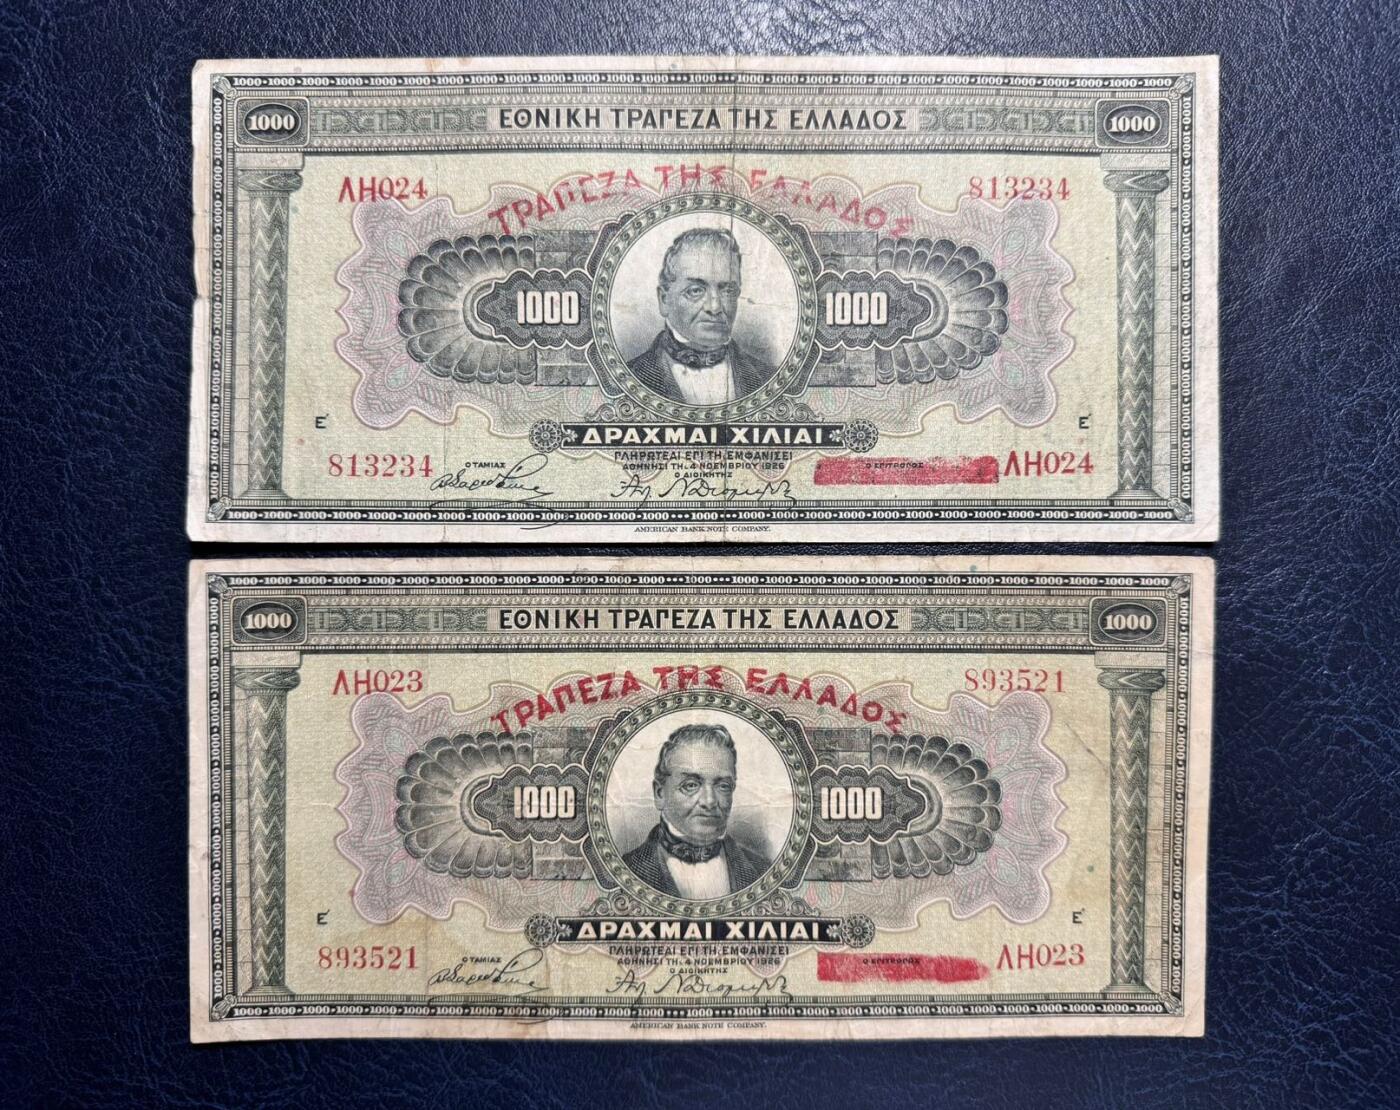 1000 ΕΘΝΙΚΗ ΤΡΑΠΕΖΑ ΤΗΣ ΕΛΛΑΔΟΣ 1000
ΛΗ024 ΤΡΑΠΕΖΑ ΤΗΣ ΕΛΛΑΔΟΣ 813234
1000 1000
Ε΄ Ε΄
ΔΡΑΧΜΑΙ ΧΙΛΙΑΙ
ΠΛΗΡΩΤΕΑΙ ΕΠΙ ΤΗ ΕΜΦΑΝΙΣΕΙ
813234 Ο ΤΑΜΙΑΣ ΑΘΗΝΗΣΙ ΤΗ 4 ΝΟΕΜΒΡΙΟΥ 1926 Ο ΕΠΙΤΡΟΠΟΣ ΛΗ024
Ο ΔΙΟΙΚΗΤΗΣ
AMERICAN BANK NOTE COMPANY.
1000 ΕΘΝΙΚΗ ΤΡΑΠΕΖΑ ΤΗΣ ΕΛΛΑΔΟΣ 1000
ΛΗ023 ΤΡΑΠΕΖΑ ΤΗΣ ΕΛΛΑΔΟΣ 893521
1000 1000
Ε΄ Ε΄
ΔΡΑΧΜΑΙ ΧΙΛΙΑΙ
ΠΛΗΡΩΤΕΑΙ ΕΠΙ ΤΗ ΕΜΦΑΝΙΣΕΙ
893521 Ο ΤΑΜΙΑΣ ΑΘΗΝΗΣΙ ΤΗ 4 ΝΟΕΜΒΡΙΟΥ 1926 Ο ΕΠΙΤΡΟΠΟΣ ΛΗ023
Ο ΔΙΟΙΚΗΤΗΣ
AMERICAN BANK NOTE COMPANY.